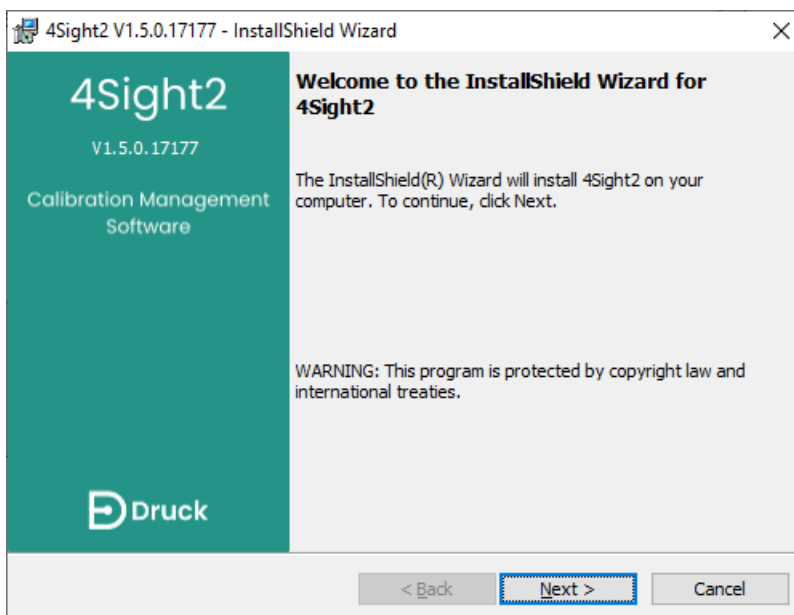 4Sight2 V1.5.0.17177 - InstallShield Wizard
4Sight2
V1.5.0.17177
Calibration Management
Software
Druck
Welcome to the InstallShield Wizard for
4Sight2
The InstallShield(R) Wizard will install 4Sight2 on your
computer. To continue, click Next.
WARNING: This program is protected by copyright law and
international treaties.
< Back
Next >
Cancel